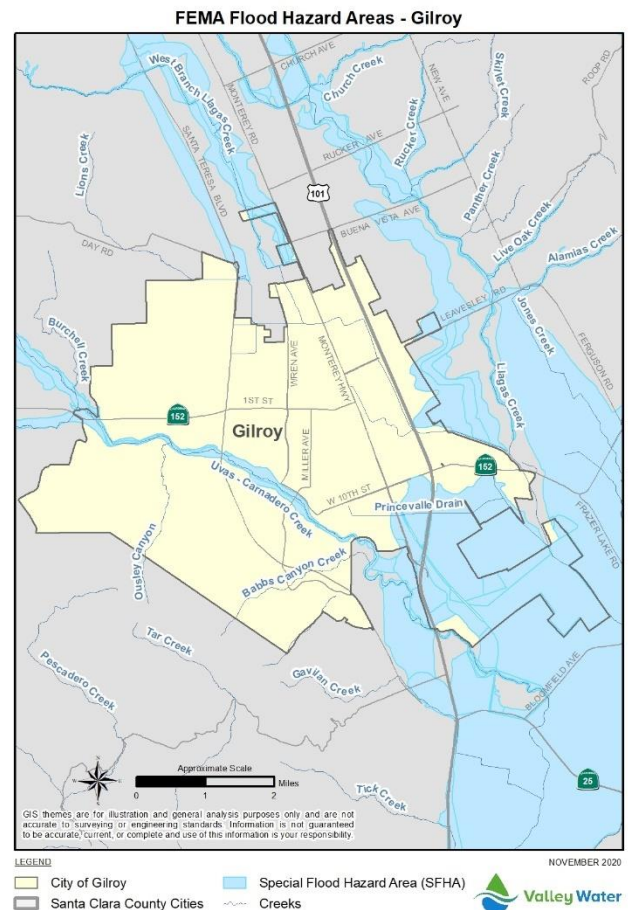 FEMA Flood Hazard Areas - Gilroy
West Branch Llagas Creek
MONTEREY RD
CHURCH AVE
Church Creek
NEW AVE
Skillet Creek
ROOP RD
Lions Creek
SANTA TERESA BLVD
RUCKER AVE
Rucker Creek
Panther Creek
101
BUENA VISTA AVE
Live Oak Creek
Alamias Creek
DAY RD
LEAVESLEY RD
Jones Creek
FERGUSON RD
Burchell Creek
WREN AVE
MONTEREY HWY
Llagas Creek
1ST ST
152
Gilroy
MILLER AVE
152
Uvas - Carnadero Creek
W 10TH ST
Princevalle Drain
FRAZER LAKE RD
Ousley Canyon
Babbs Canyon Creek
Tar Creek
Pescadero Creek
Gavilan Creek
BLOOMFIELD AVE
25
Tick Creek
N
W
E
S
Approximate Scale
0 1 2 Miles
GIS themes are for illustration and general analysis purposes only and are not
accurate to surveying or engineering standards. Information is not guaranteed
to be accurate, current, or complete and use of this information is your responsibility.
LEGEND
NOVEMBER 2020
City of Gilroy
Special Flood Hazard Area (SFHA)
Santa Clara County Cities
Creeks
Valley Water